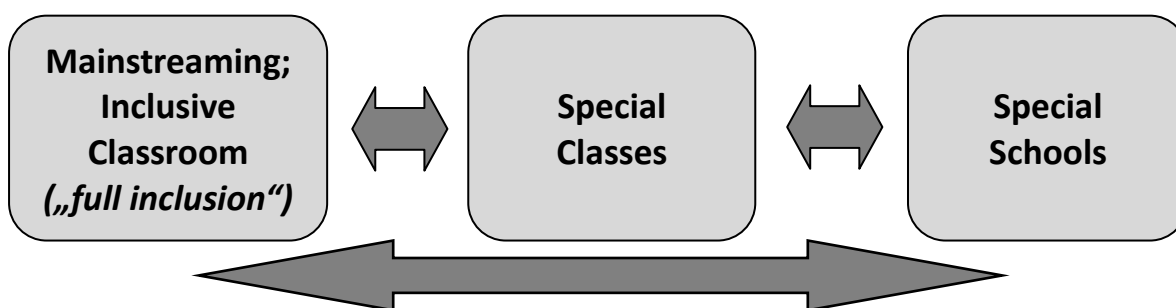 Mainstreaming;
Inclusive
Classroom
(„full inclusion“)
Special
Classes
Special
Schools